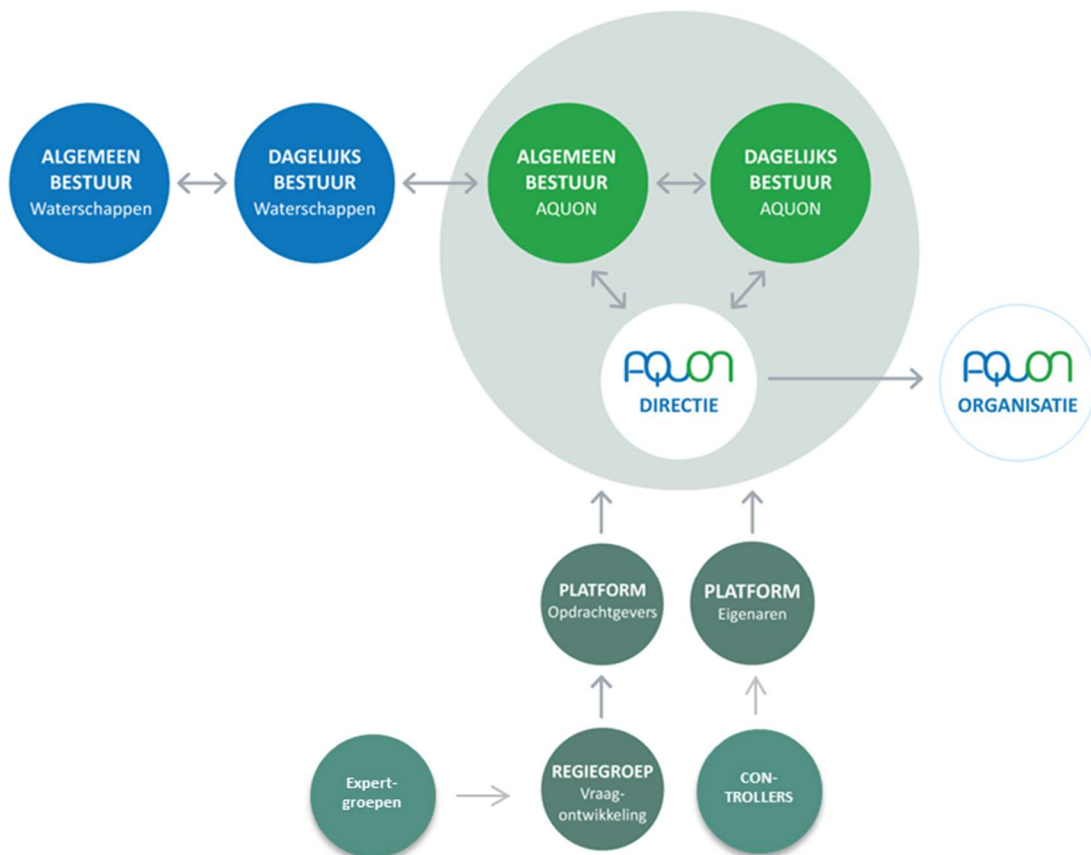 ALGEMEEN
BESTUUR
Waterschappen
DAGELIJKS
BESTUUR
Waterschappen
ALGEMEEN
BESTUUR
AQUON
DAGELIJKS
BESTUUR
AQUON
AQUON
DIRECTIE
AQUON
ORGANISATIE
PLATFORM
Opdrachtgevers
PLATFORM
Eigenaren
Expert-
groepen
REGIEGROEP
Vraag-
ontwikkeling
CON-
TROLLERS